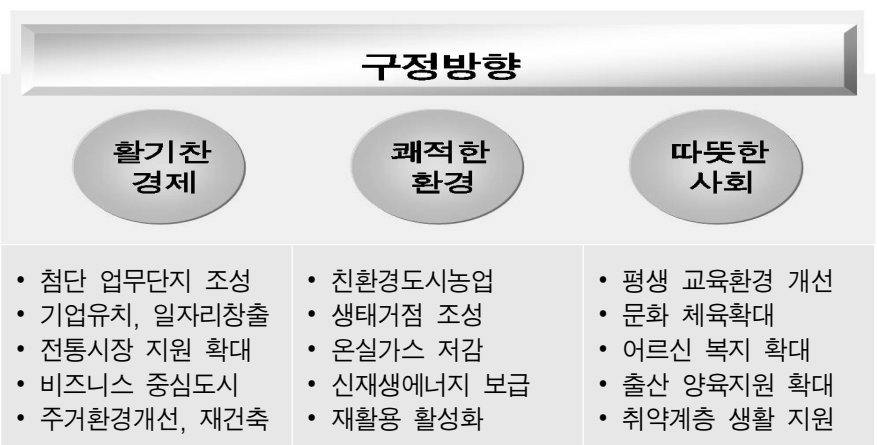 구정방향
활기찬
경제
쾌적한
환경
따뜻한
사회
• 첨단 업무단지 조성
• 기업유치, 일자리창출
• 전통시장 지원 확대
• 비즈니스 중심도시
• 주거환경개선, 재건축
• 친환경도시농업
• 생태거점 조성
• 온실가스 저감
• 신재생에너지 보급
• 재활용 활성화
• 평생 교육환경 개선
• 문화 체육확대
• 어르신 복지 확대
• 출산 양육지원 확대
• 취약계층 생활 지원